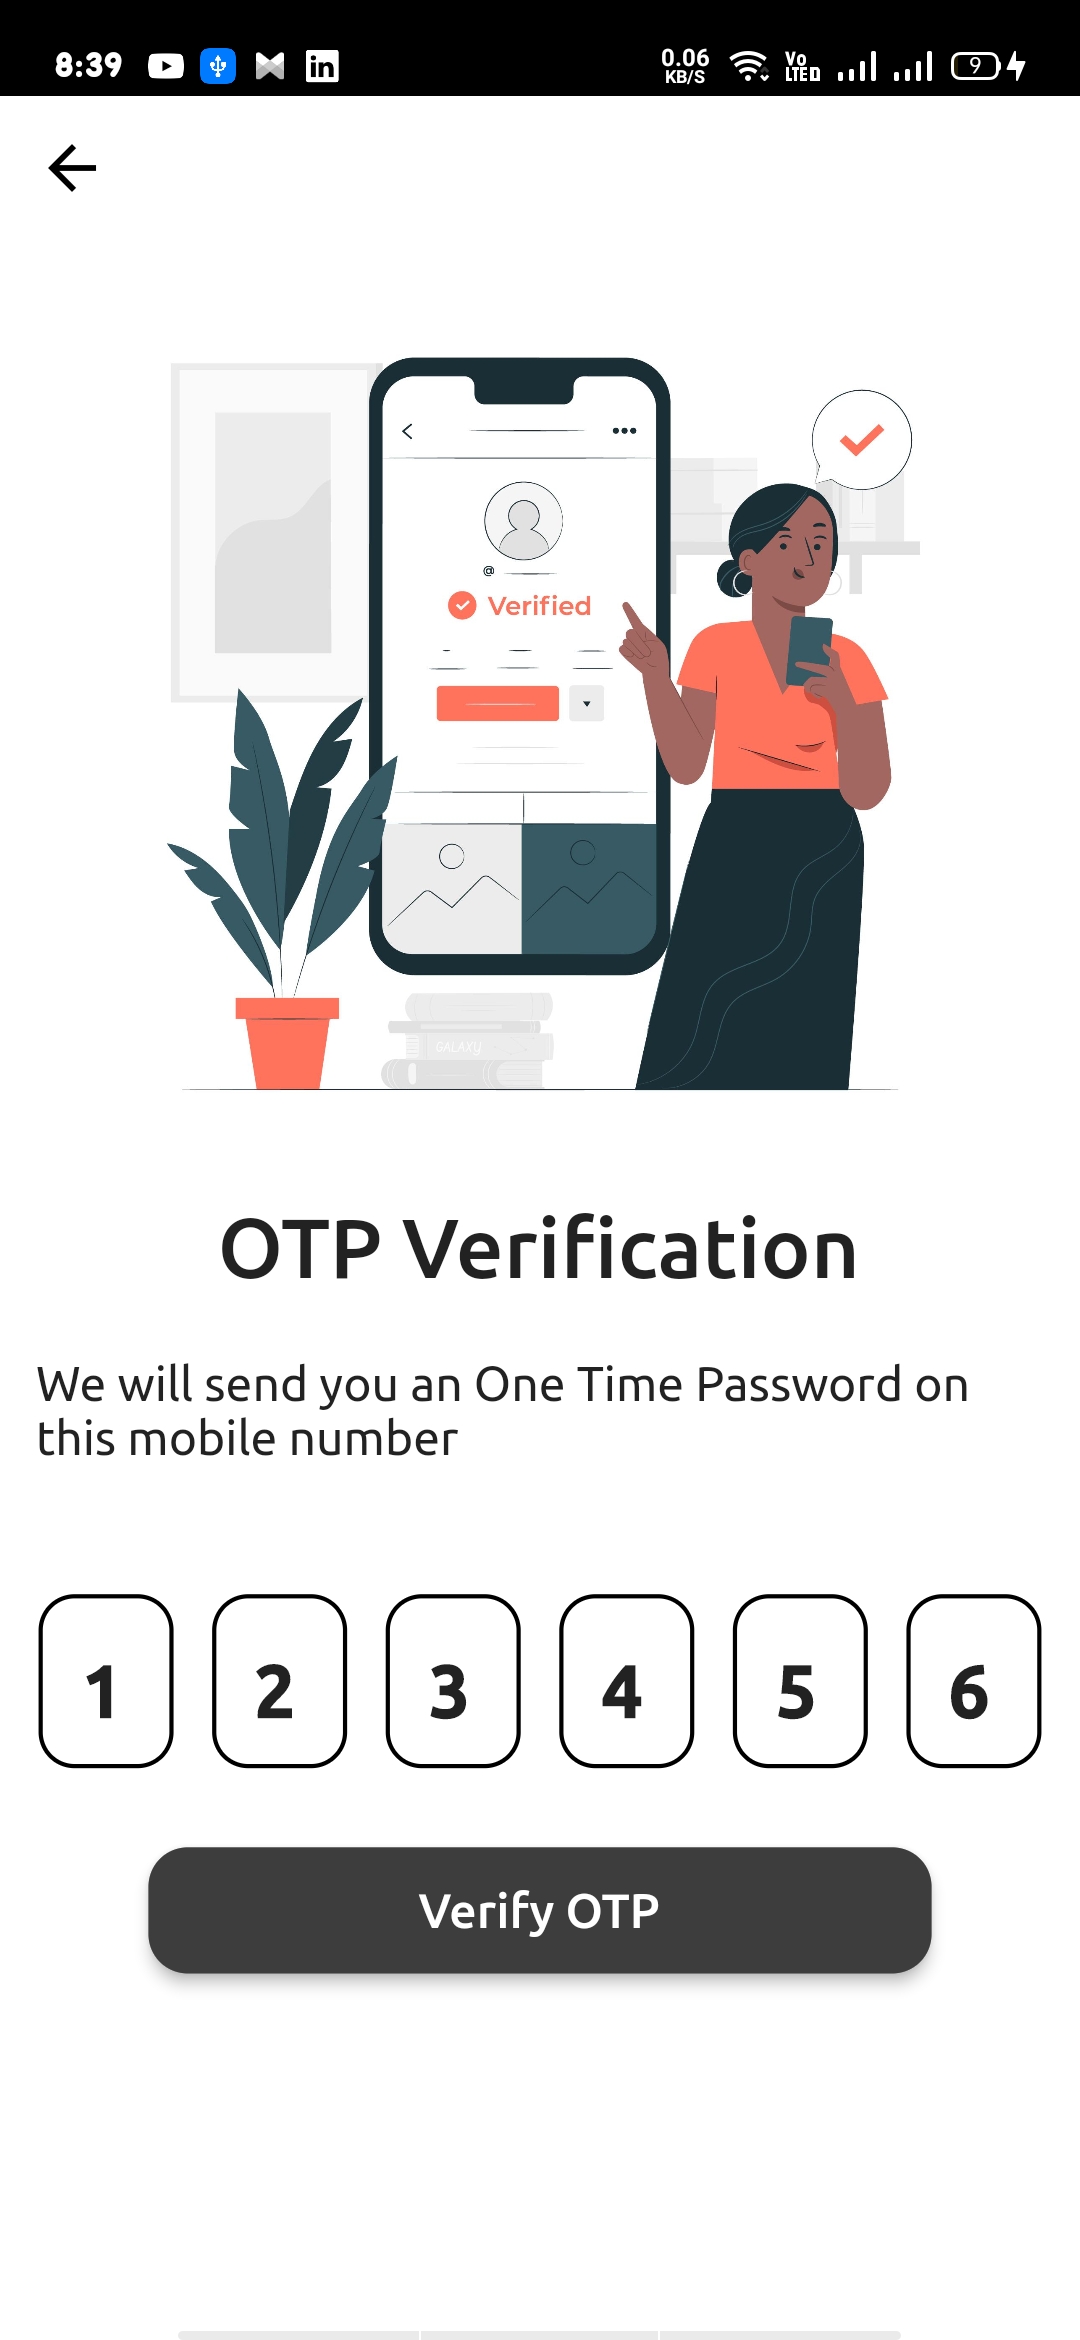 8:39
0.06
KB/S
Vo
LTE
9
@
Verified
GALAXY
OTP Verification
We will send you an One Time Password on
this mobile number
1 2 3 4 5 6
Verify OTP